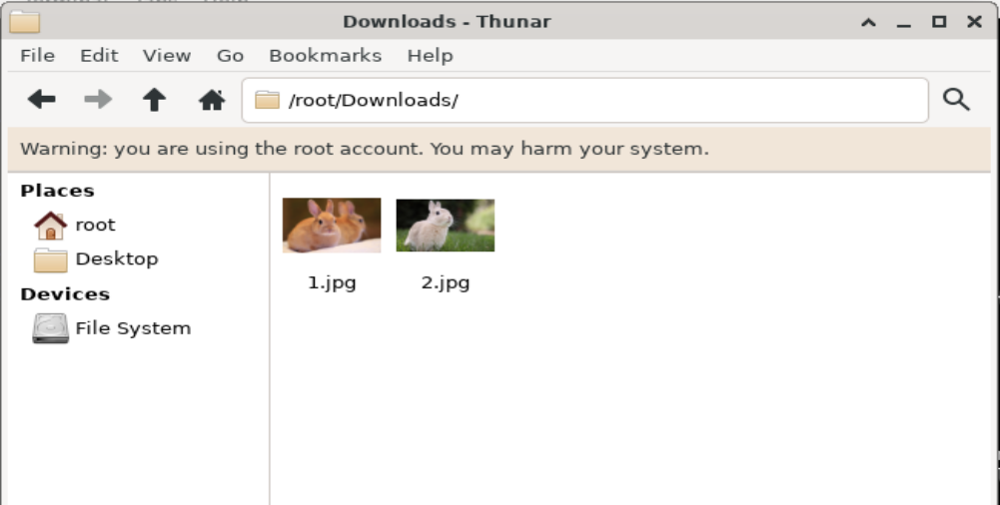 Downloads - Thunar
File Edit View Go Bookmarks Help
/root/Downloads/
Warning: you are using the root account. You may harm your system.
Places
root
Desktop
Devices
File System
1.jpg 2.jpg